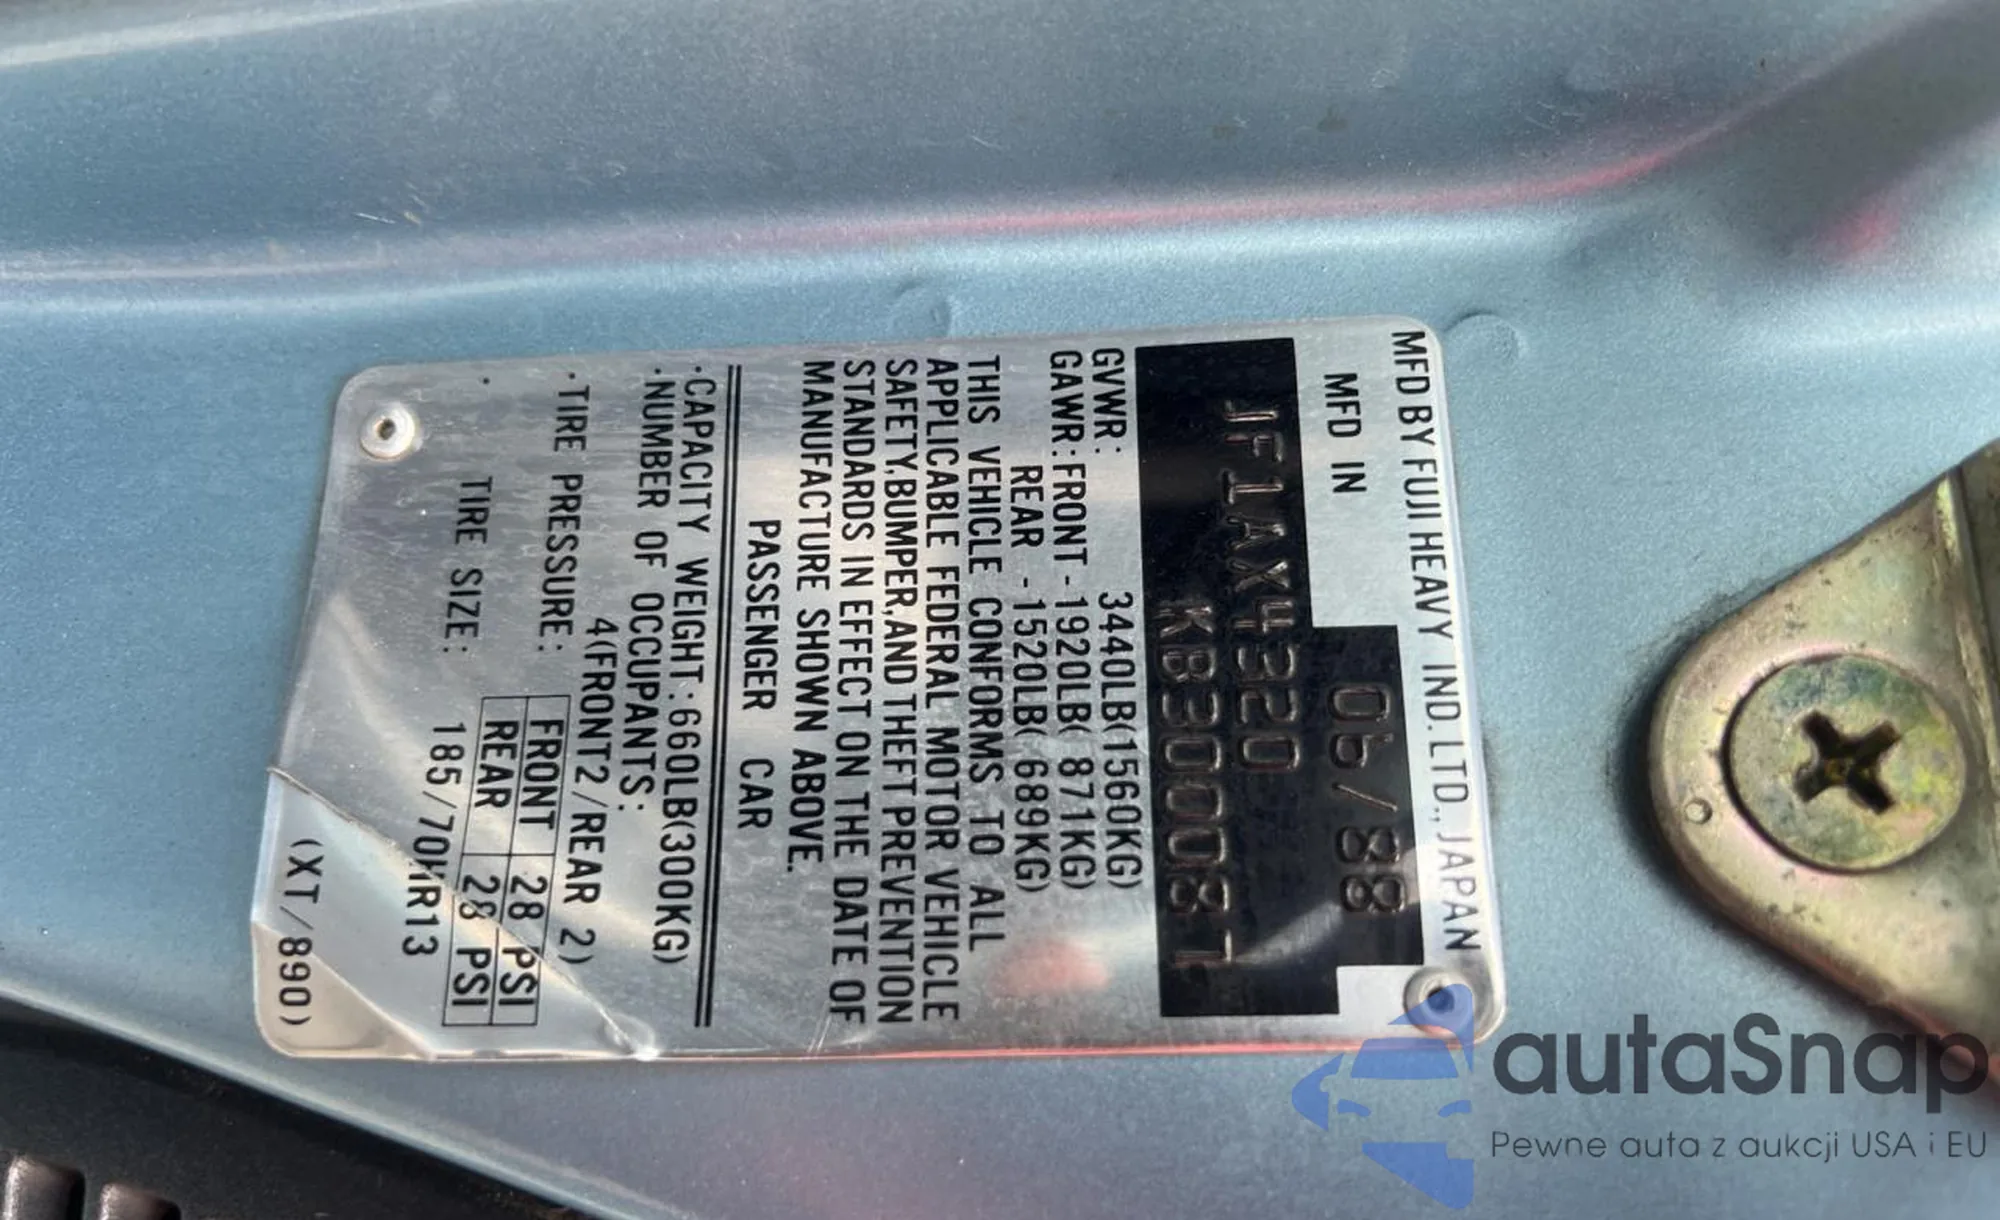 MFD BY FUJI HEAVY IND. LTD., JAPAN
MFD IN 06/88
JF1AX4320
KB300081
GVWR: 3440LB(1560KG)
GAWR: FRONT - 1920LB( 871KG)
REAR - 1520LB( 689KG)
THIS VEHICLE CONFORMS TO ALL
APPLICABLE FEDERAL MOTOR VEHICLE
SAFETY, BUMPER, AND THEFT PREVENTION
STANDARDS IN EFFECT ON THE DATE OF
MANUFACTURE SHOWN ABOVE.
PASSENGER CAR
·CAPACITY WEIGHT: 660LB(300KG)
·NUMBER OF OCCUPANTS:
4(FRONT2/REAR 2)
·TIRE PRESSURE: FRONT 28 PSI
REAR 28 PSI
· TIRE SIZE: 185/70HR13
(XT/890)
autaSnap
Pewne auta z aukcji USA i EU